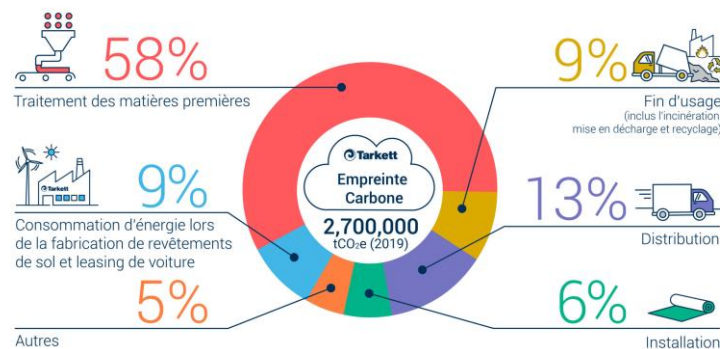 58%
Traitement des matières premières
9%
Consommation d'énergie lors
de la fabrication de revêtements
de sol et leasing de voiture
5%
Autres
Tarkett
Tarkett
Empreinte
Carbone
2,700,000
tCO₂e (2019)
9%
Fin d'usage
(inclus l'incinération,
mise en décharge et recyclage)
13%
Distribution
6%
Installation